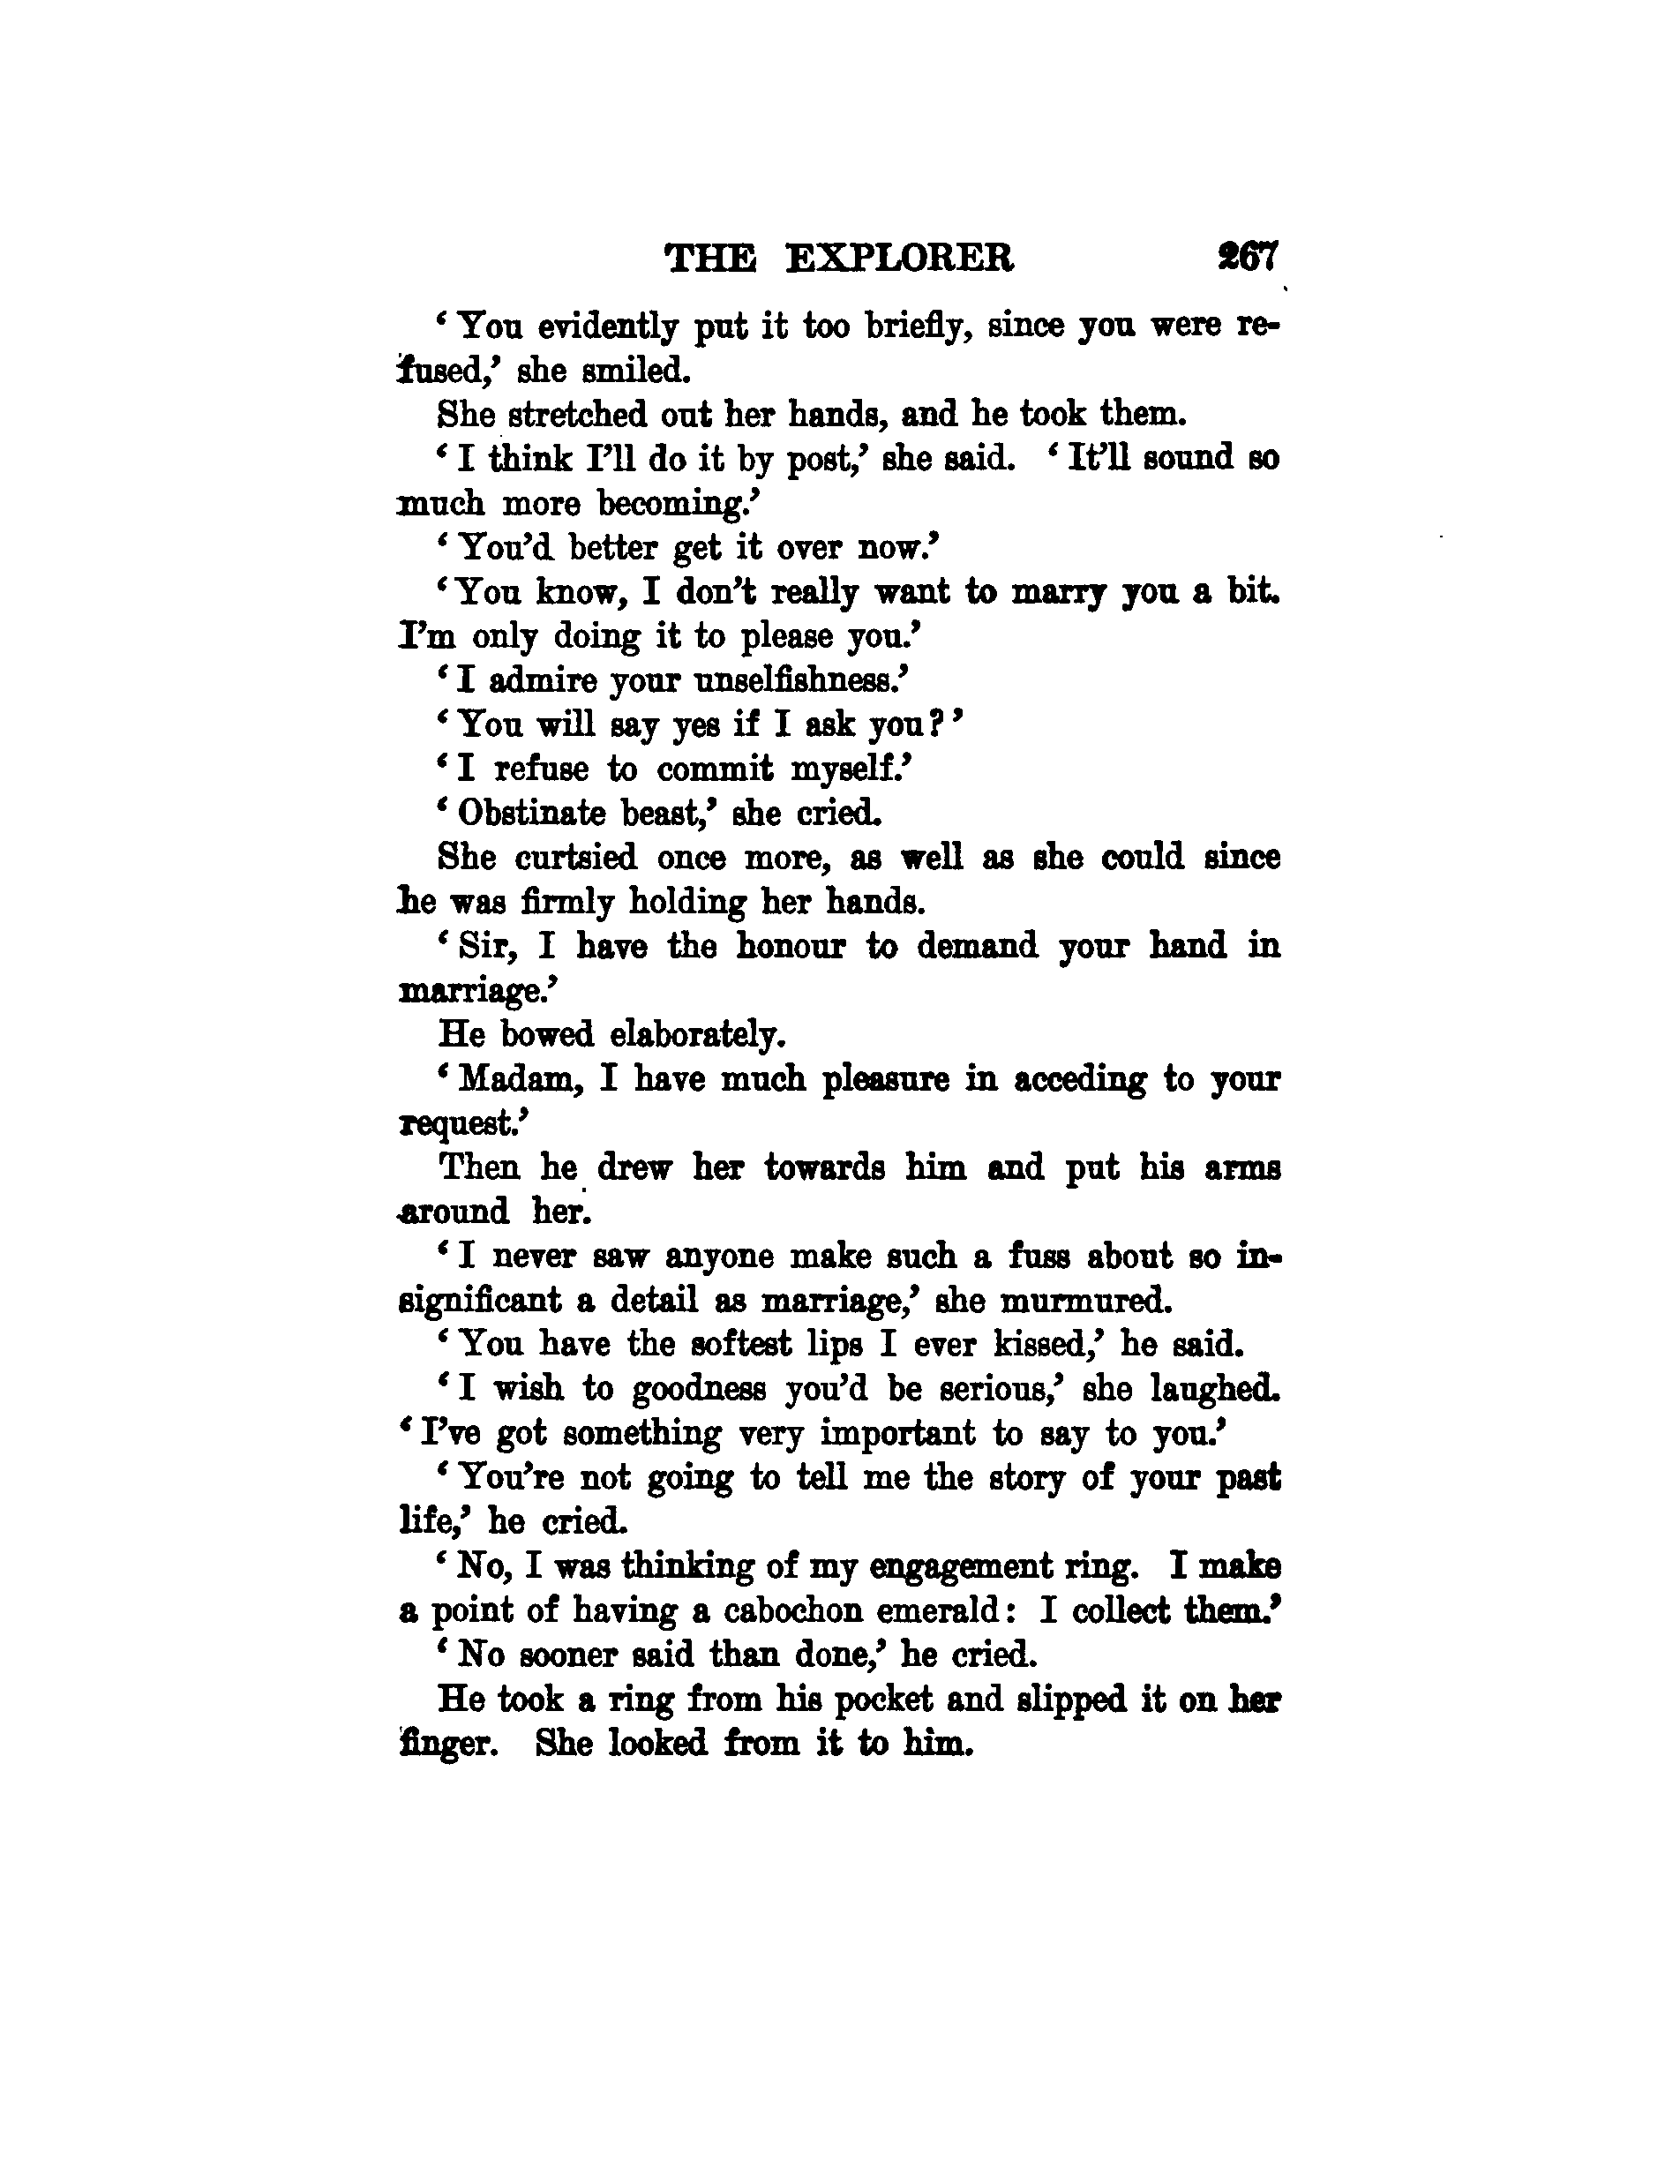 THE EXPLORER 267
‘You evidently put it too briefly, since you were re-
fused,’ she smiled.
She stretched out her hands, and he took them.
‘I think I’ll do it by post,’ she said. ‘It’ll sound so
much more becoming.’
‘You’d better get it over now.’
‘You know, I don’t really want to marry you a bit.
I’m only doing it to please you.’
‘I admire your unselfishness.’
‘You will say yes if I ask you?’
‘I refuse to commit myself.’
‘Obstinate beast,’ she cried.
She curtsied once more, as well as she could since
he was firmly holding her hands.
‘Sir, I have the honour to demand your hand in
marriage.’
He bowed elaborately.
‘Madam, I have much pleasure in acceding to your
request.’
Then he drew her towards him and put his arms
around her.
‘I never saw anyone make such a fuss about so in-
significant a detail as marriage,’ she murmured.
‘You have the softest lips I ever kissed,’ he said.
‘I wish to goodness you’d be serious,’ she laughed.
‘I’ve got something very important to say to you.’
‘You’re not going to tell me the story of your past
life,’ he cried.
‘No, I was thinking of my engagement ring. I make
a point of having a cabochon emerald: I collect them.’
‘No sooner said than done,’ he cried.
He took a ring from his pocket and slipped it on her
finger. She looked from it to him.